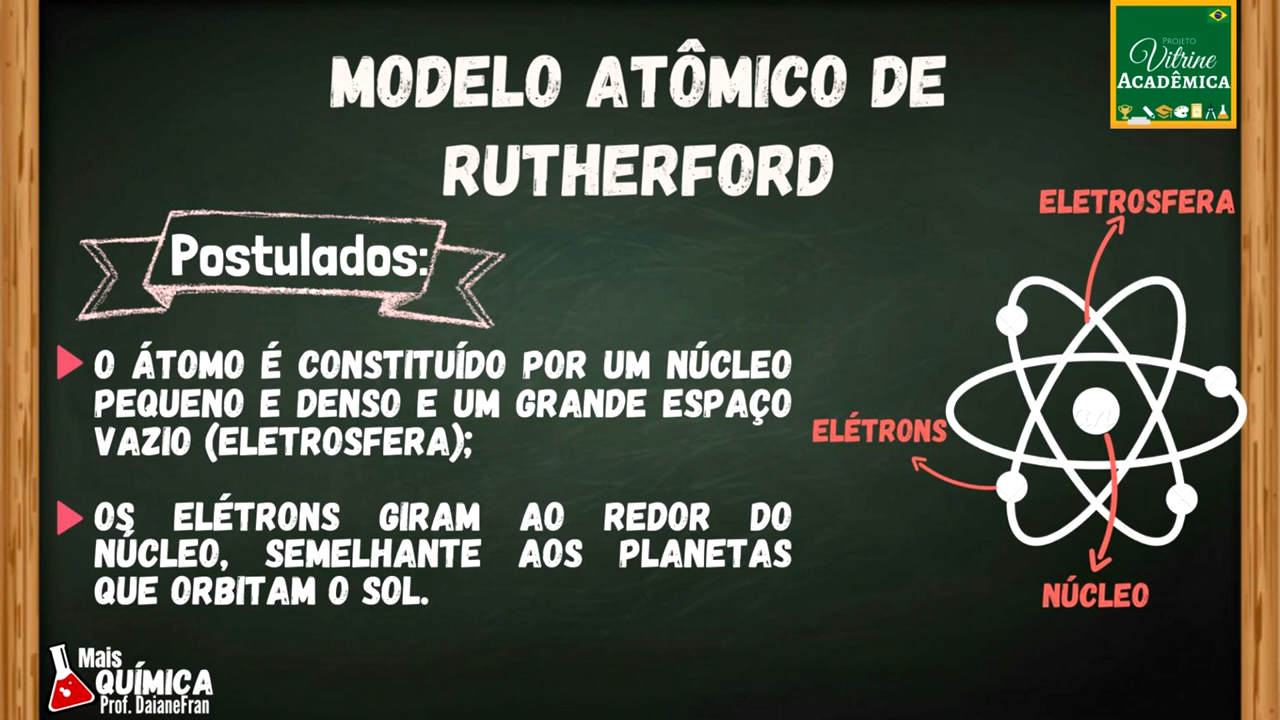 PROJETO
Vitrine
ACADÊMICA
MODELO ATÔMICO DE
RUTHERFORD
Postulados:
O ÁTOMO É CONSTITUÍDO POR UM NÚCLEO
PEQUENO E DENSO E UM GRANDE ESPAÇO
VAZIO (ELETROSFERA);
OS ELÉTRONS GIRAM AO REDOR DO
NÚCLEO, SEMELHANTE AOS PLANETAS
QUE ORBITAM O SOL.
ELETROSFERA
ELÉTRONS
NÚCLEO
Mais
QUÍMICA
Prof. DaianeFran